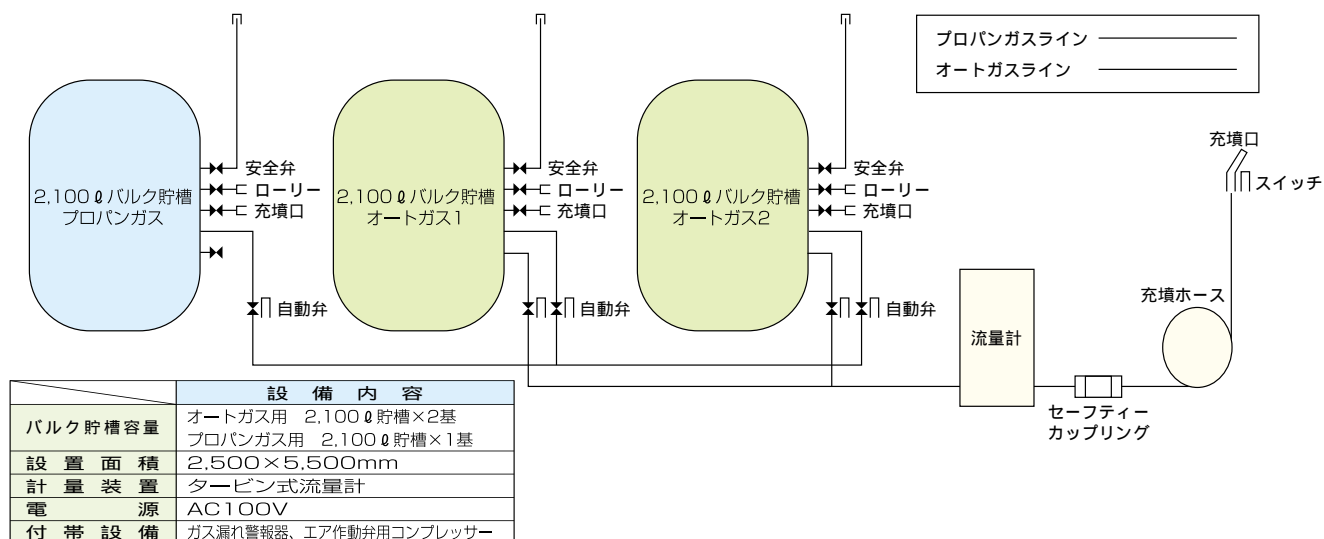 プロパンガスライン
オートガスライン
2,100ℓバルク貯槽
プロパンガス
安全弁
ローリー
充填口
自動弁
2,100ℓバルク貯槽
オートガス1
安全弁
ローリー
充填口
自動弁
2,100ℓバルク貯槽
オートガス2
安全弁
ローリー
充填口
自動弁
流量計
セーフティー
カップリング
充填ホース
充填口
スイッチ
設備内容
バルク貯槽容量
オートガス用 2,100ℓ貯槽×2基
プロパンガス用 2,100ℓ貯槽×1基
設置面積 2,500×5,500mm
計量装置 タービン式流量計
電源 AC100V
付帯設備 ガス漏れ警報器、エア作動弁用コンプレッサー